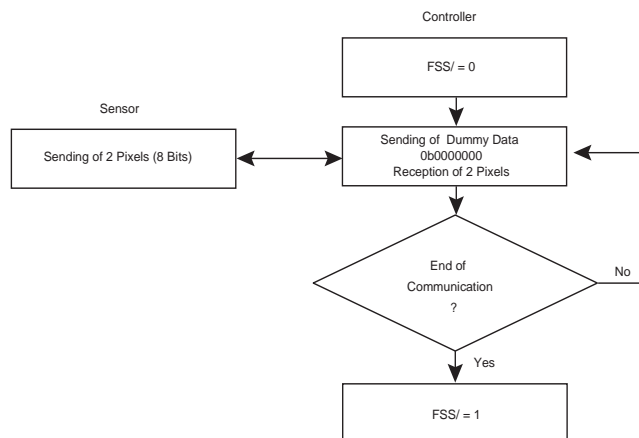 Controller
FSS/ = 0
Sensor
Sending of 2 Pixels (8 Bits)
Sending of Dummy Data
0b0000000
Reception of 2 Pixels
End of
Communication
?
No
Yes
FSS/ = 1